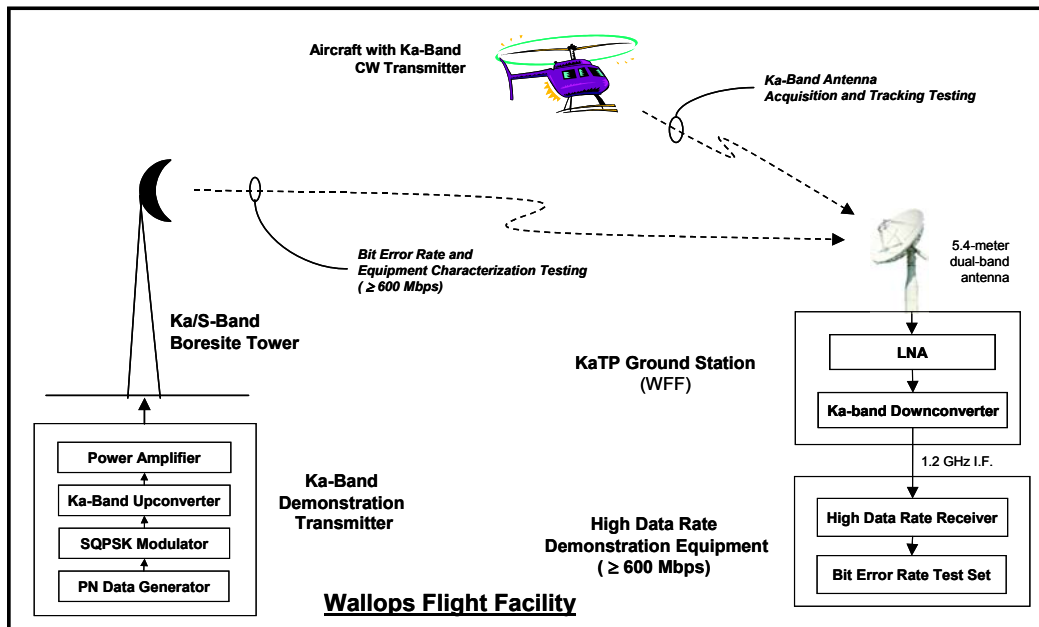 Aircraft with Ka-Band
CW Transmitter
Ka-Band Antenna
Acquisition and Tracking Testing
Bit Error Rate and
Equipment Characterization Testing
( ≥ 600 Mbps)
5.4-meter
dual-band
antenna
Ka/S-Band
Boresite Tower
KaTP Ground Station
(WFF)
LNA
Ka-band Downconverter
1.2 GHz I.F.
Power Amplifier
Ka-Band Upconverter
SQPSK Modulator
PN Data Generator
Ka-Band
Demonstration
Transmitter
High Data Rate
Demonstration Equipment
( ≥ 600 Mbps)
High Data Rate Receiver
Bit Error Rate Test Set
Wallops Flight Facility